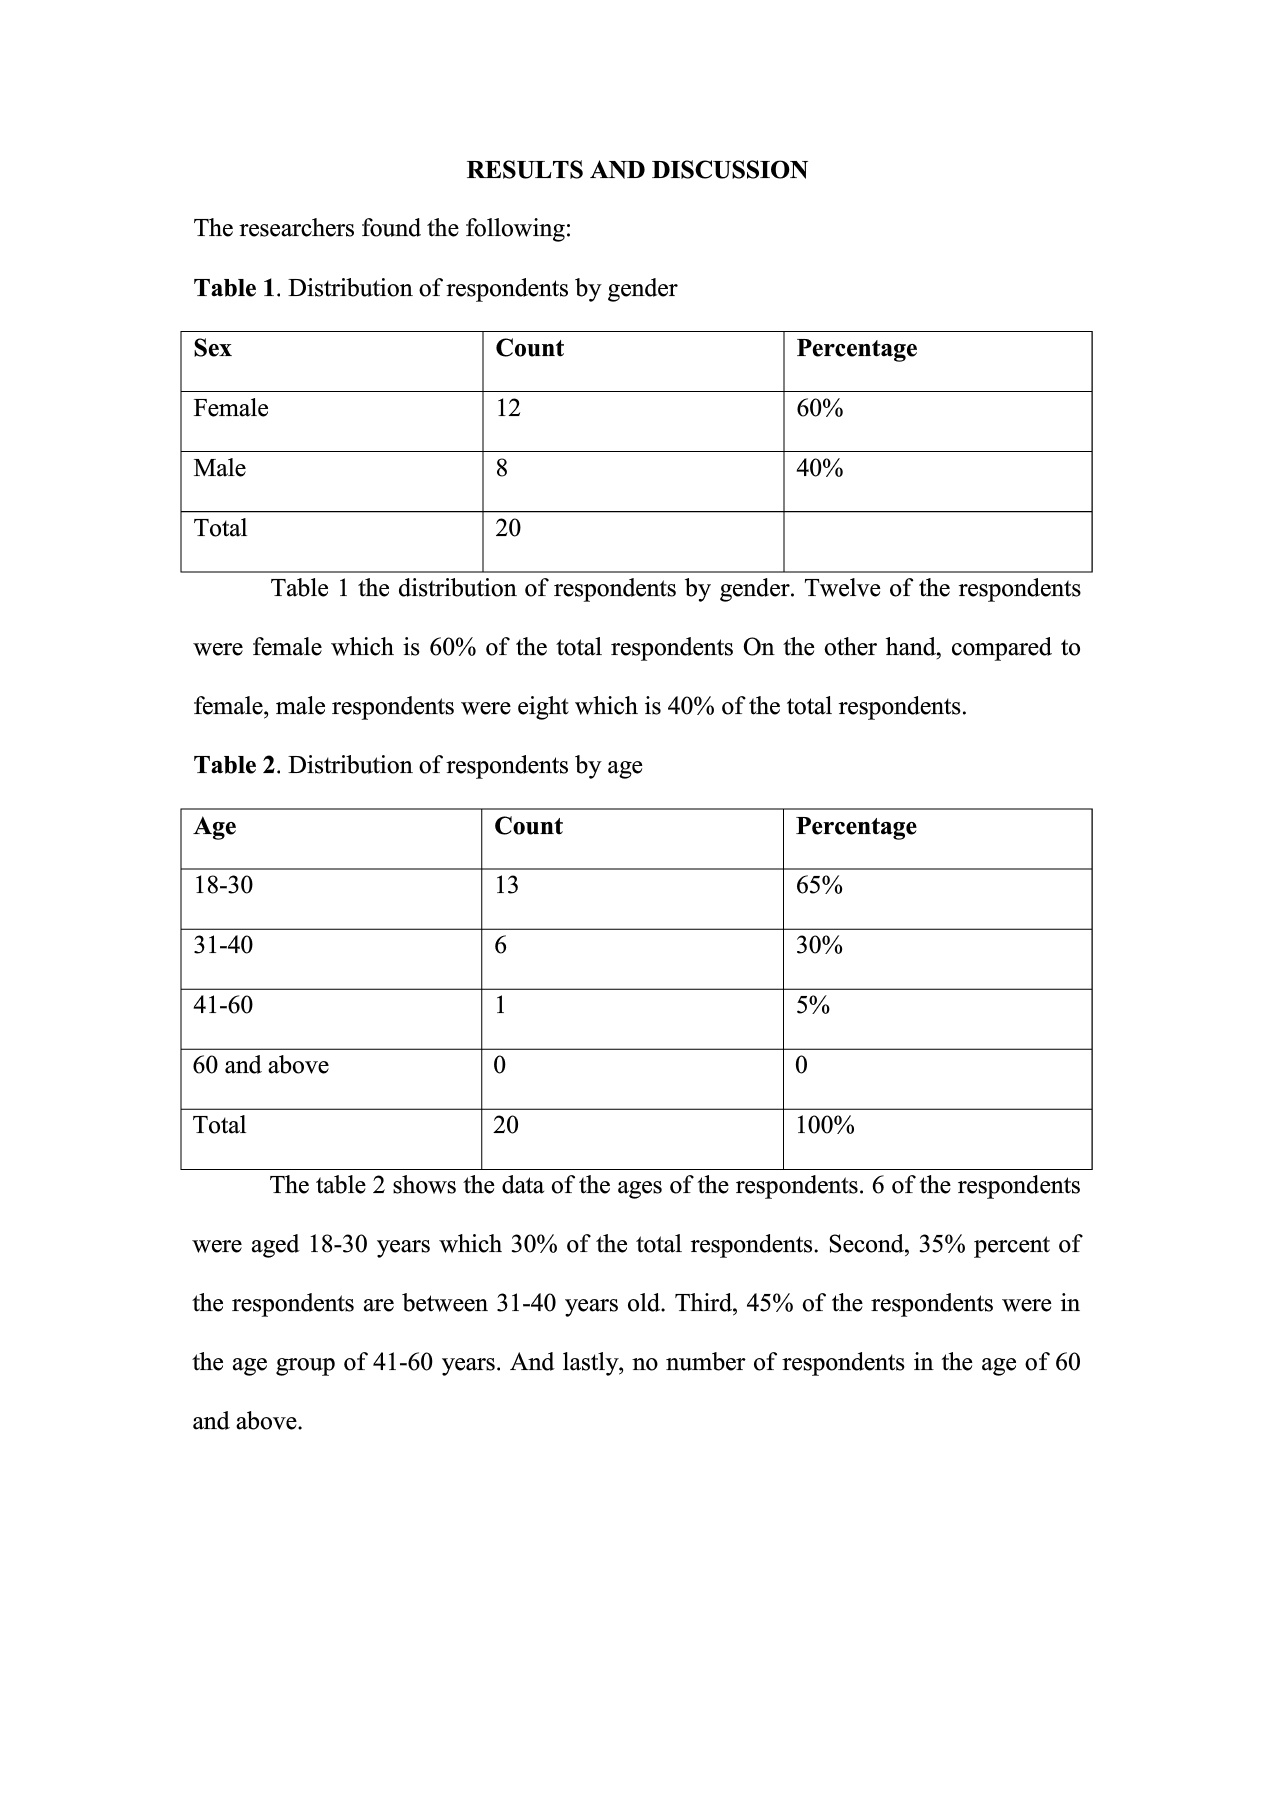 RESULTS AND DISCUSSION
The researchers found the following:
Table 1. Distribution of respondents by gender
Sex Count Percentage
Female 12 60%
Male 8 40%
Total 20
Table 1 the distribution of respondents by gender. Twelve of the respondents
were female which is 60% of the total respondents On the other hand, compared to
female, male respondents were eight which is 40% of the total respondents.
Table 2. Distribution of respondents by age
Age Count Percentage
18-30 13 65%
31-40 6 30%
41-60 1 5%
60 and above 0 0
Total 20 100%
The table 2 shows the data of the ages of the respondents. 6 of the respondents
were aged 18-30 years which 30% of the total respondents. Second, 35% percent of
the respondents are between 31-40 years old. Third, 45% of the respondents were in
the age group of 41-60 years. And lastly, no number of respondents in the age of 60
and above.